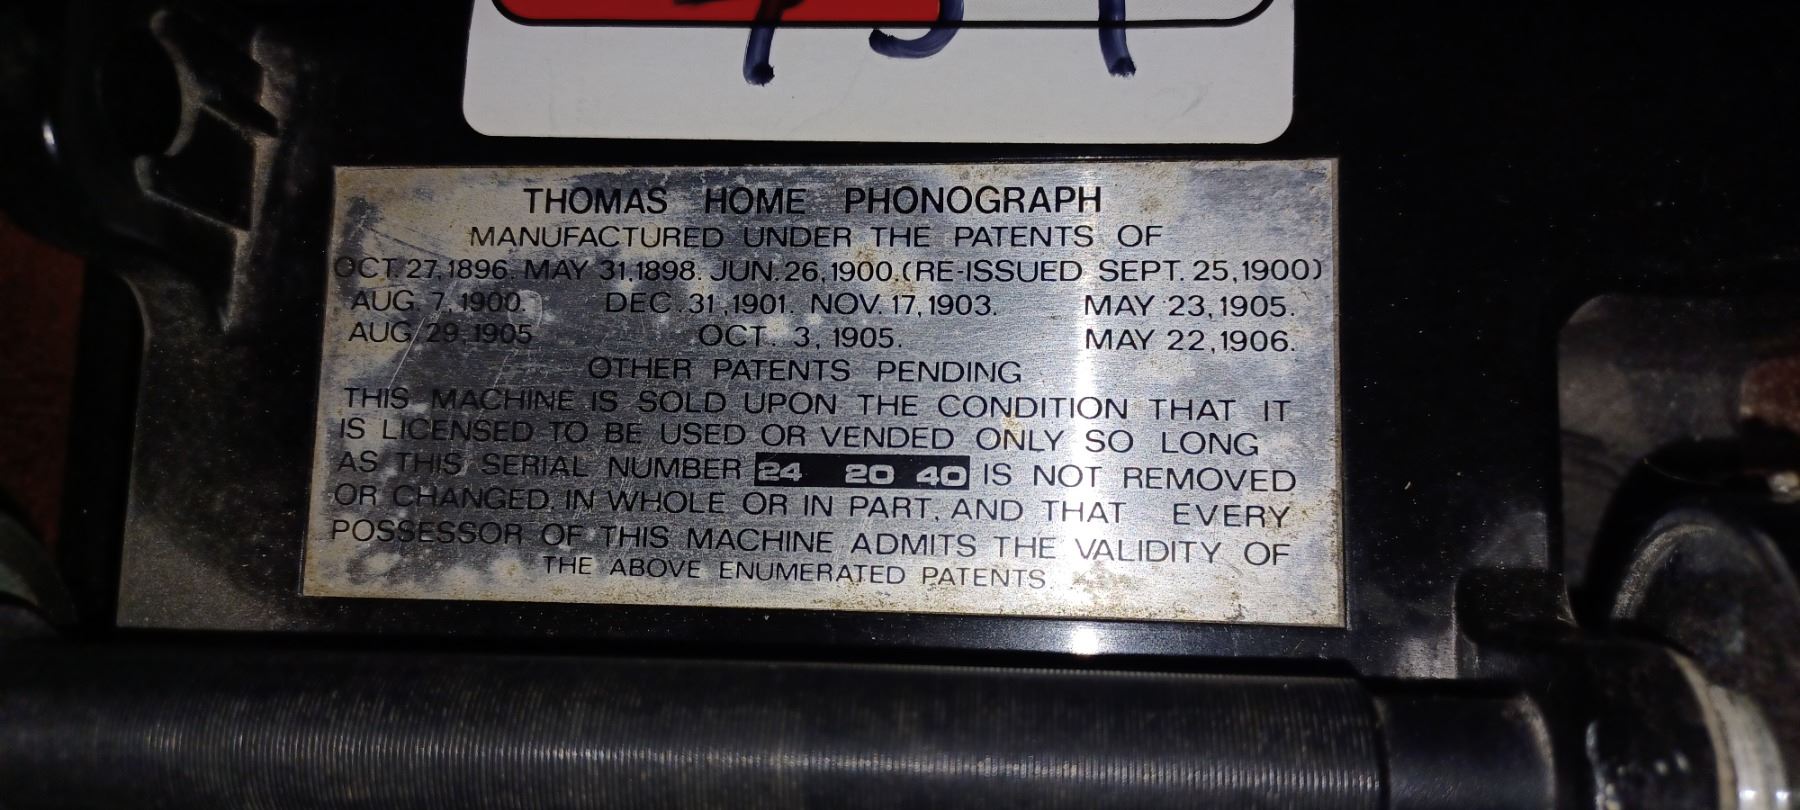 THOMAS HOME PHONOGRAPH
MANUFACTURED UNDER THE PATENTS OF
OCT. 27, 1896. MAY 31, 1898. JUN. 26, 1900. (RE-ISSUED SEPT. 25, 1900)
AUG. 7, 1900. DEC. 31, 1901. NOV. 17, 1903. MAY 23, 1905.
AUG. 29, 1905 OCT. 3, 1905. MAY 22, 1906.
OTHER PATENTS PENDING
THIS MACHINE IS SOLD UPON THE CONDITION THAT IT
IS LICENSED TO BE USED OR VENDED ONLY SO LONG
AS THIS SERIAL NUMBER 24 20 40 IS NOT REMOVED
OR CHANGED, IN WHOLE OR IN PART, AND THAT EVERY
POSSESSOR OF THIS MACHINE ADMITS THE VALIDITY OF
THE ABOVE ENUMERATED PATENTS.